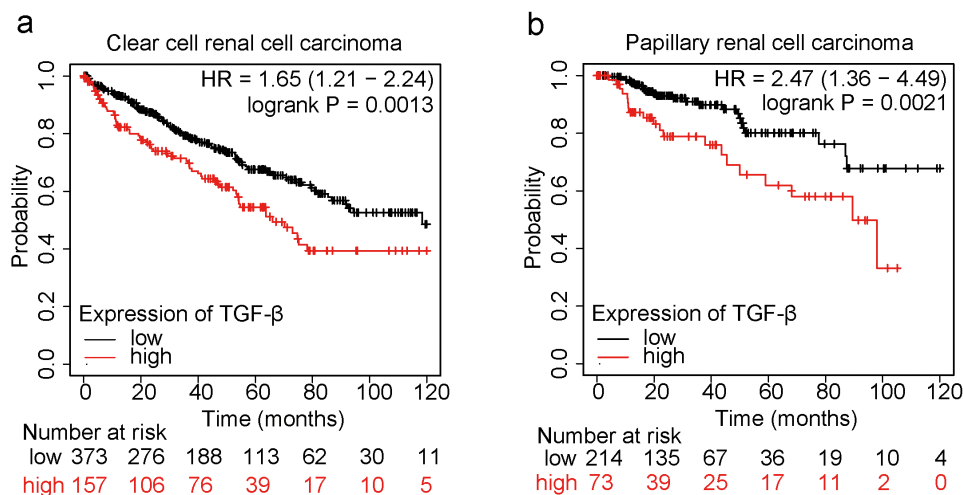 a
Clear cell renal cell carcinoma
HR = 1.65 (1.21 − 2.24)
logrank P = 0.0013
Probability
1.0
0.8
0.6
0.4
0.2
0.0
Expression of TGF-β
low
high
0 20 40 60 80 100 120
Time (months)
Number at risk
low 373 276 188 113 62 30 11
high 157 106 76 39 17 10 5
b
Papillary renal cell carcinoma
HR = 2.47 (1.36 − 4.49)
logrank P = 0.0021
Probability
1.0
0.8
0.6
0.4
0.2
0.0
Expression of TGF-β
low
high
0 20 40 60 80 100 120
Time (months)
Number at risk
low 214 135 67 36 19 10 4
high 73 39 25 17 11 2 0